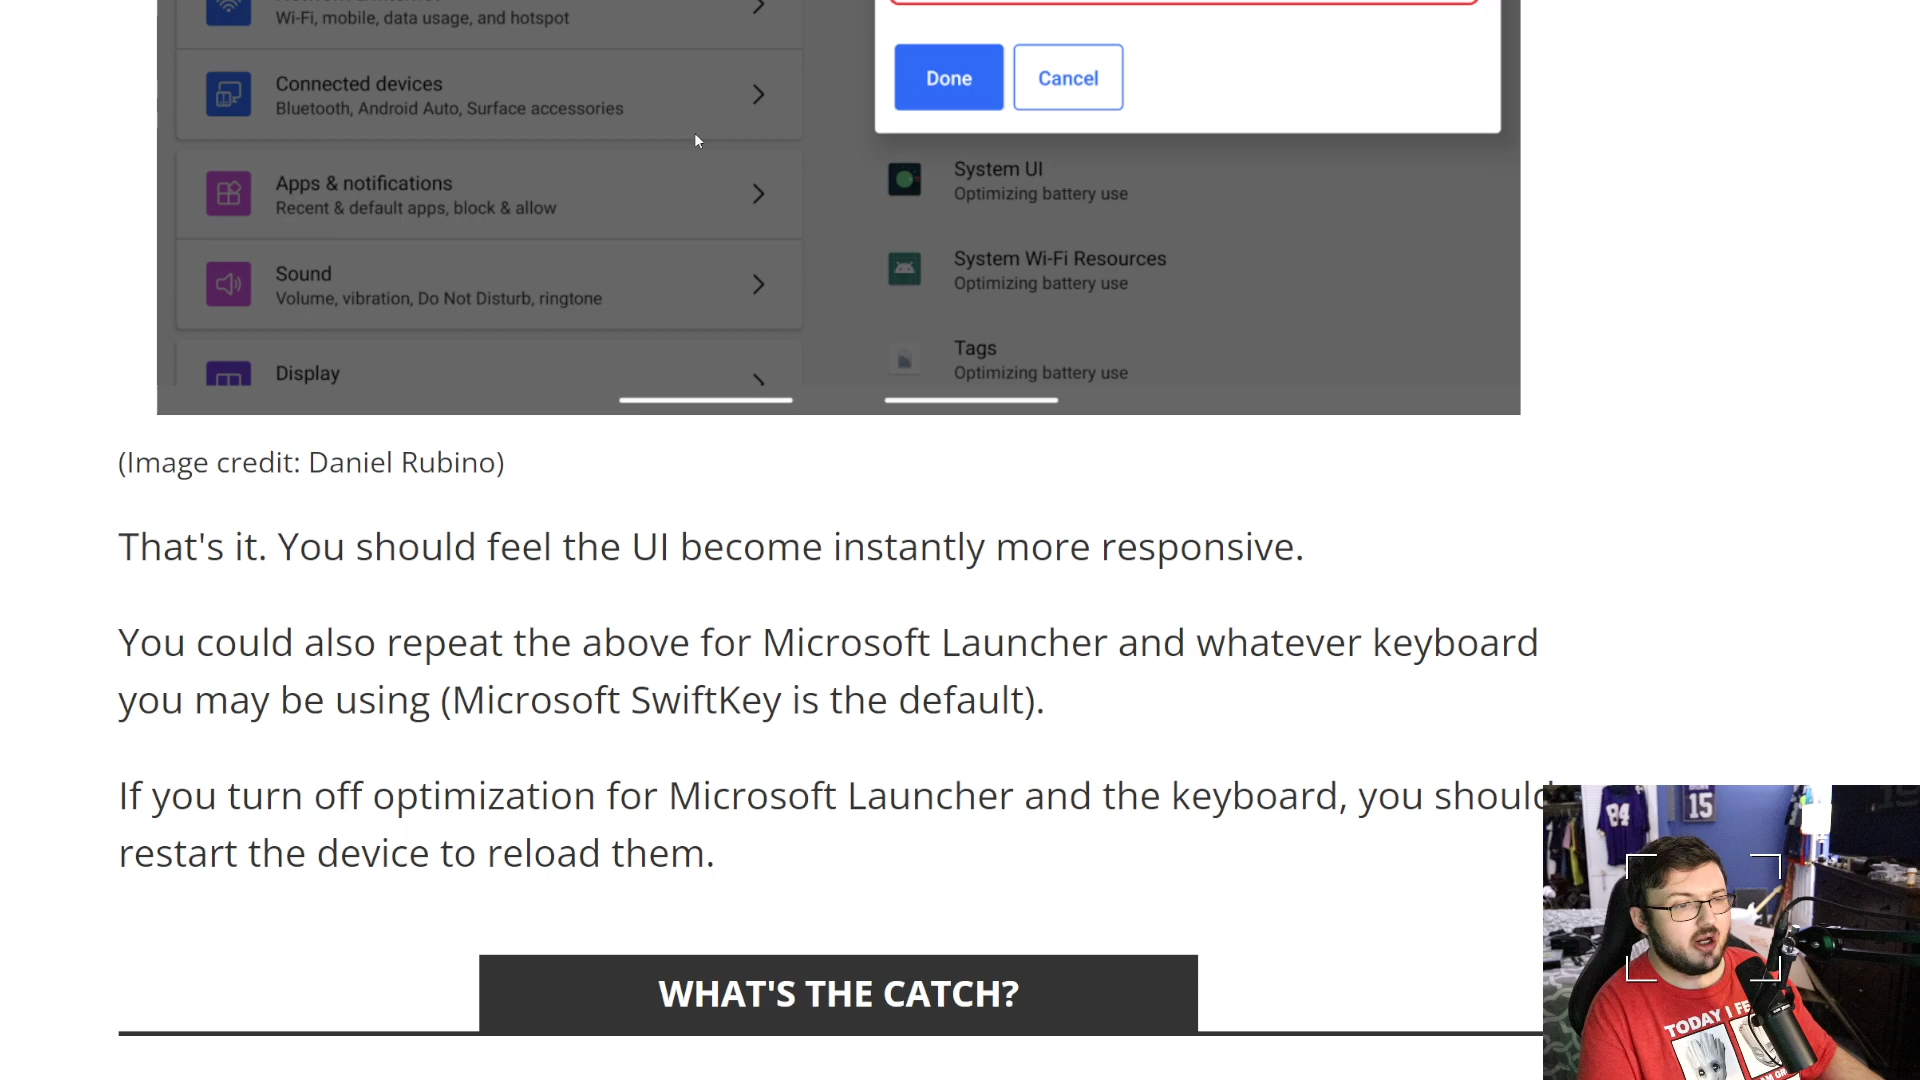 Wi-Fi, mobile, data usage, and hotspot
Connected devices
Bluetooth, Android Auto, Surface accessories
Apps & notifications
Recent & default apps, block & allow
Sound
Volume, vibration, Do Not Disturb, ringtone
Display
Done
Cancel
System UI
Optimizing battery use
System Wi-Fi Resources
Optimizing battery use
Tags
Optimizing battery use
(Image credit: Daniel Rubino)
That's it. You should feel the UI become instantly more responsive.
You could also repeat the above for Microsoft Launcher and whatever keyboard
you may be using (Microsoft SwiftKey is the default).
If you turn off optimization for Microsoft Launcher and the keyboard, you should
restart the device to reload them.
WHAT'S THE CATCH?
84
15
TODAY I FE